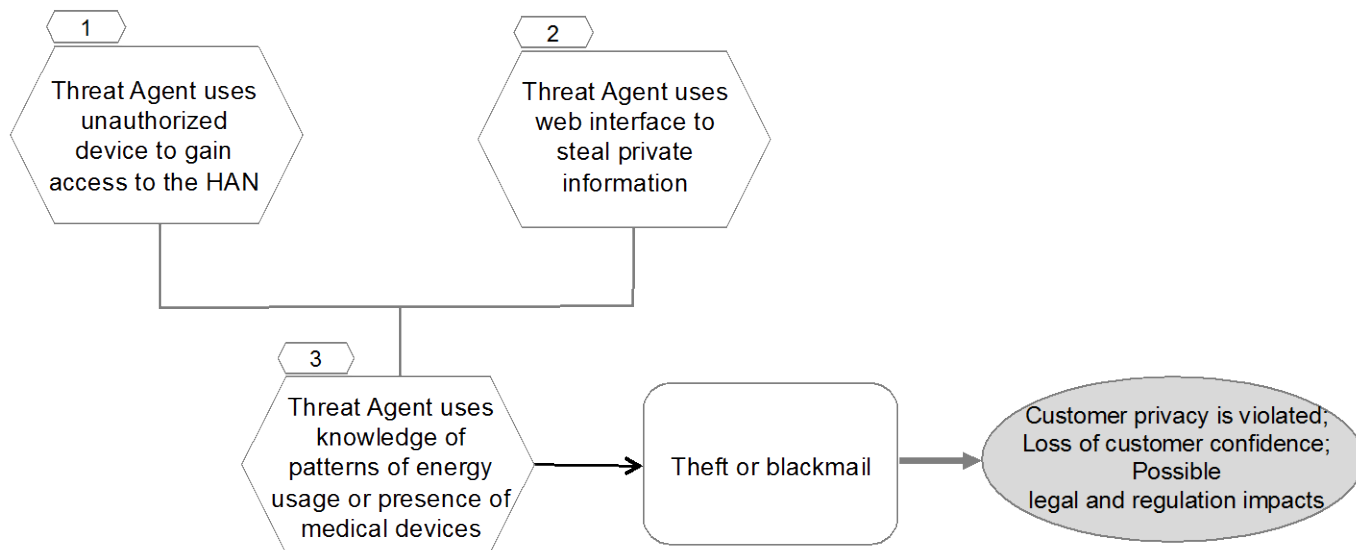 1
Threat Agent uses
unauthorized
device to gain
access to the HAN
2
Threat Agent uses
web interface to
steal private
information
3
Threat Agent uses
knowledge of
patterns of energy
usage or presence of
medical devices
Theft or blackmail
Customer privacy is violated;
Loss of customer confidence;
Possible
legal and regulation impacts